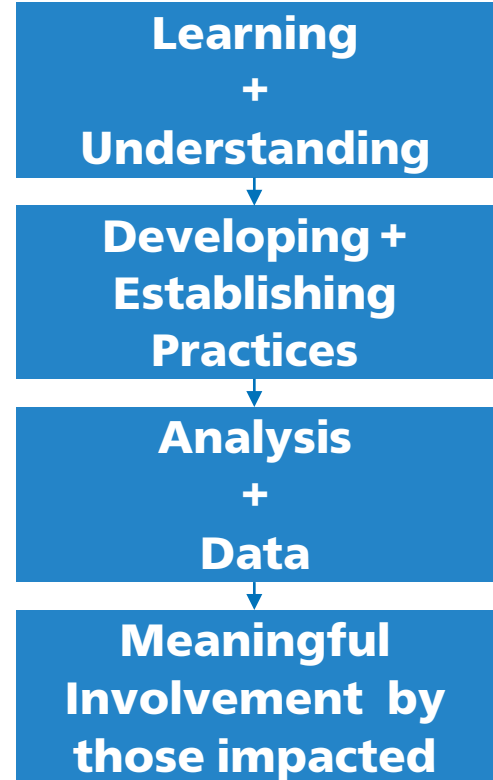 Learning
+
Understanding
Developing +
Establishing
Practices
Analysis
+
Data
Meaningful
Involvement by
those impacted